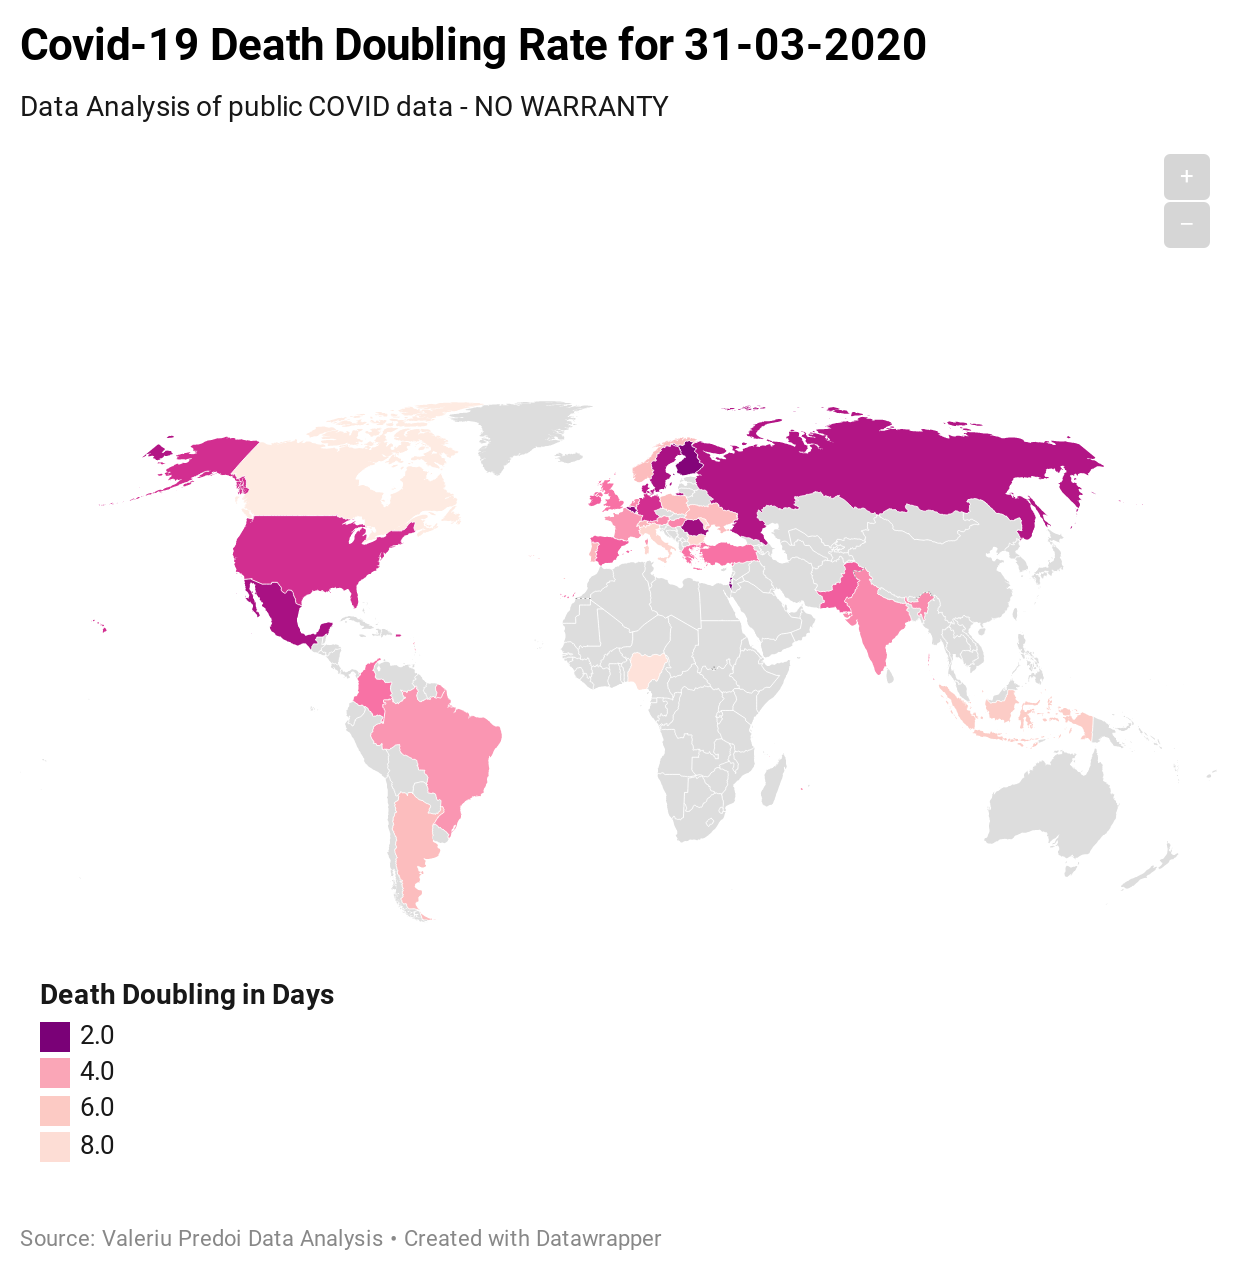 Covid-19 Death Doubling Rate for 31-03-2020
Data Analysis of public COVID data - NO WARRANTY
+
−
Death Doubling in Days
2.0
4.0
6.0
8.0
Source: Valeriu Predoi Data Analysis • Created with Datawrapper